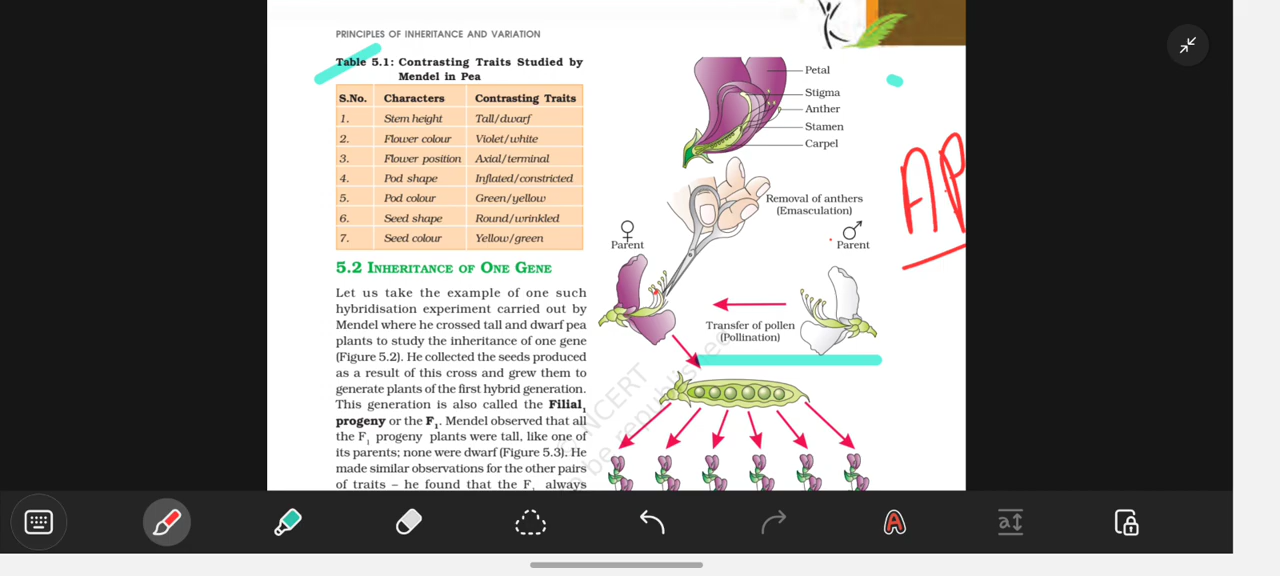 PRINCIPLES OF INHERITANCE AND VARIATION
Table 5.1: Contrasting Traits Studied by
Mendel in Pea
S.No. Characters Contrasting Traits
1. Stem height Tall/dwarf
2. Flower colour Violet/white
3. Flower position Axial/terminal
4. Pod shape Inflated/constricted
5. Pod colour Green/yellow
6. Seed shape Round/wrinkled
7. Seed colour Yellow/green
5.2 INHERITANCE OF ONE GENE
Let us take the example of one such
hybridisation experiment carried out by
Mendel where he crossed tall and dwarf pea
plants to study the inheritance of one gene
(Figure 5.2). He collected the seeds produced
as a result of this cross and grew them to
generate plants of the first hybrid generation.
This generation is also called the Filial₁
progeny or the F₁. Mendel observed that all
the F₁ progeny plants were tall, like one of
its parents; none were dwarf (Figure 5.3). He
made similar observations for the other pairs
of traits – he found that the F₁ always
Petal
Stigma
Anther
Stamen
Carpel
Removal of anthers
(Emasculation)
♀
Parent
♂
Parent
Transfer of pollen
(Pollination)
NCERT
be republished
AP
A
a